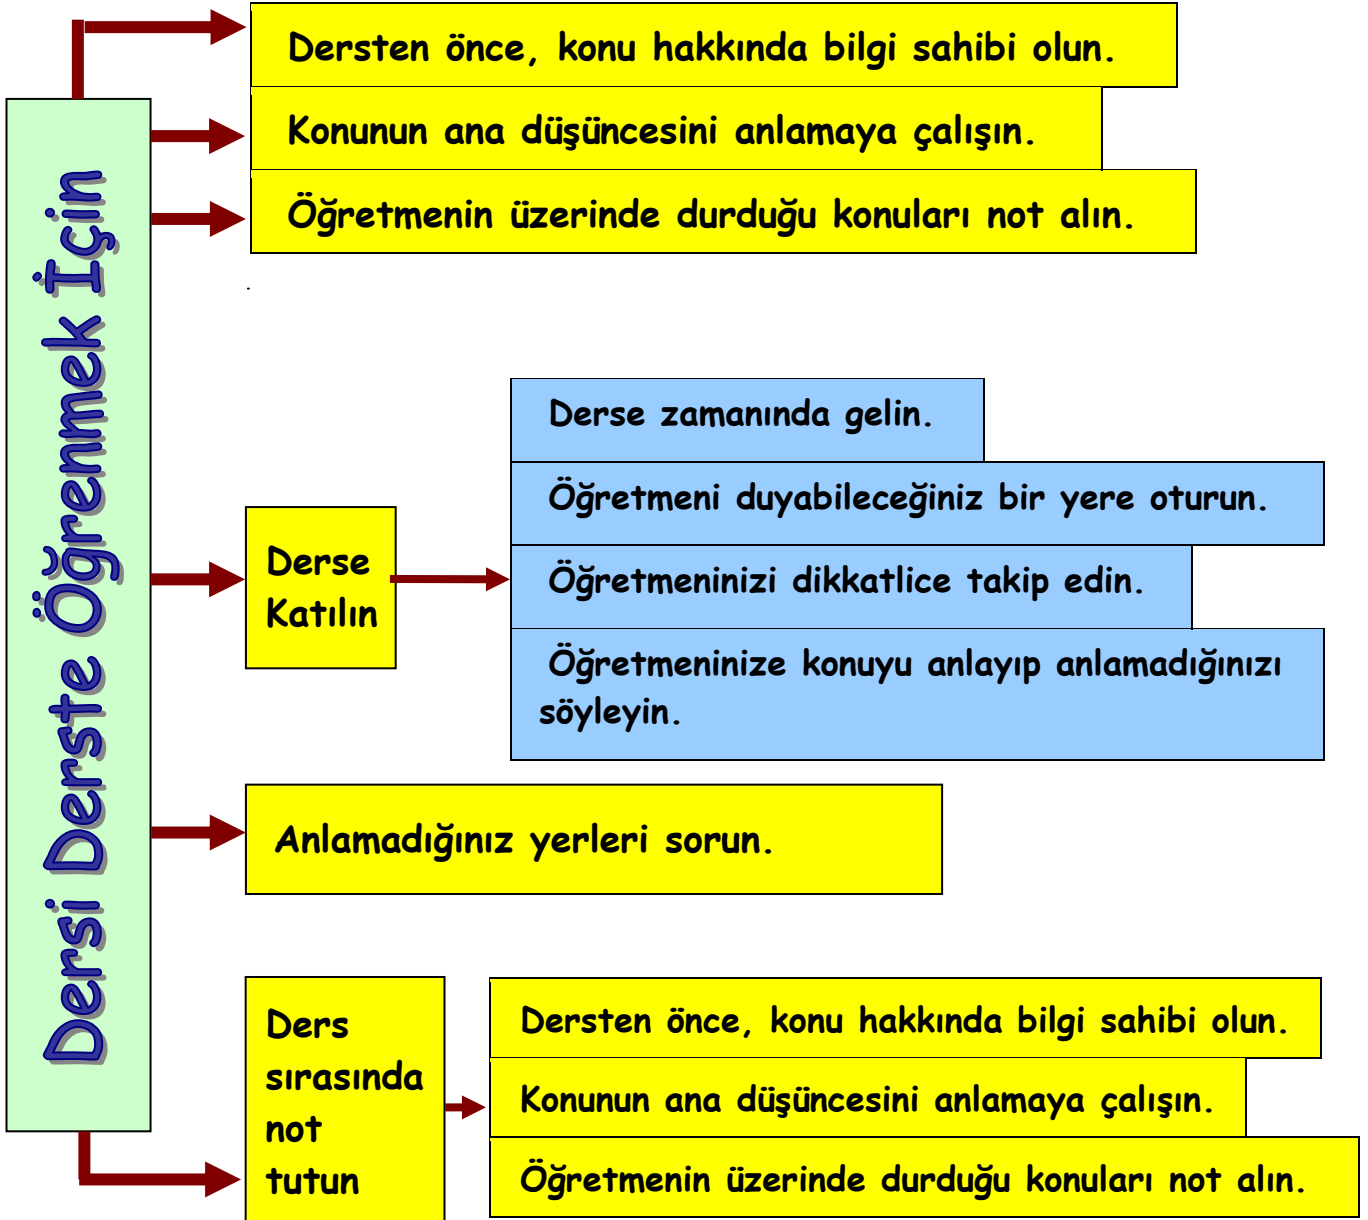 Dersi Derste Öğrenmek İçin
Dersten önce, konu hakkında bilgi sahibi olun.
Konunun ana düşüncesini anlamaya çalışın.
Öğretmenin üzerinde durduğu konuları not alın.
.
Derse
Katılın
Derse zamanında gelin.
Öğretmeni duyabileceğiniz bir yere oturun.
Öğretmeninizi dikkatlice takip edin.
Öğretmeninize konuyu anlayıp anlamadığınızı
söyleyin.
Anlamadığınız yerleri sorun.
Ders
sırasında
not
tutun
Dersten önce, konu hakkında bilgi sahibi olun.
Konunun ana düşüncesini anlamaya çalışın.
Öğretmenin üzerinde durduğu konuları not alın.